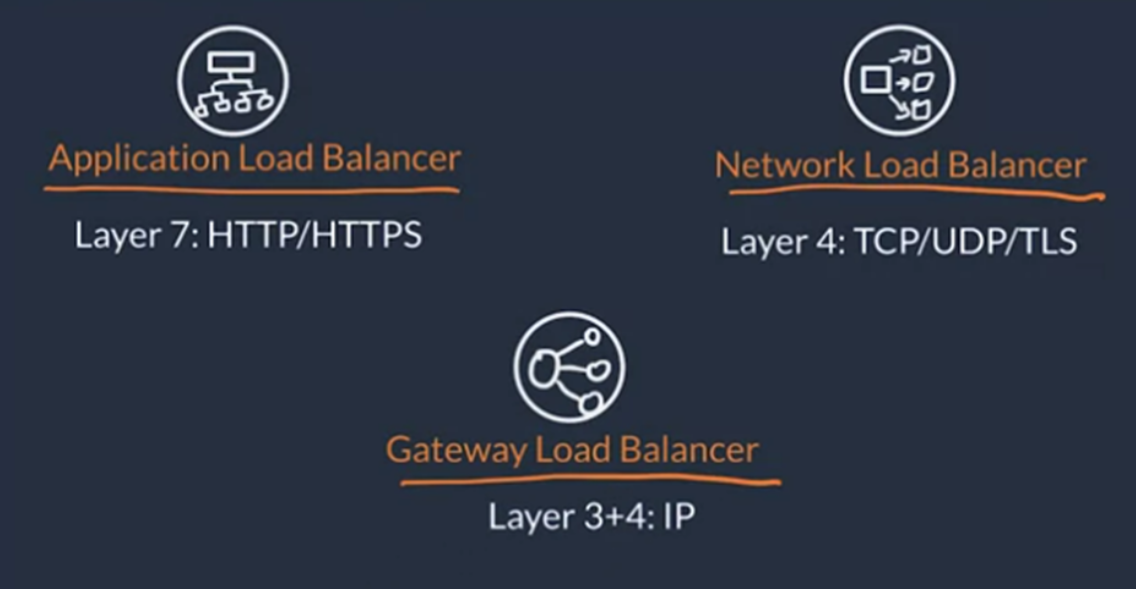 Application Load Balancer
Layer 7: HTTP/HTTPS
Network Load Balancer
Layer 4: TCP/UDP/TLS
Gateway Load Balancer
Layer 3+4: IP